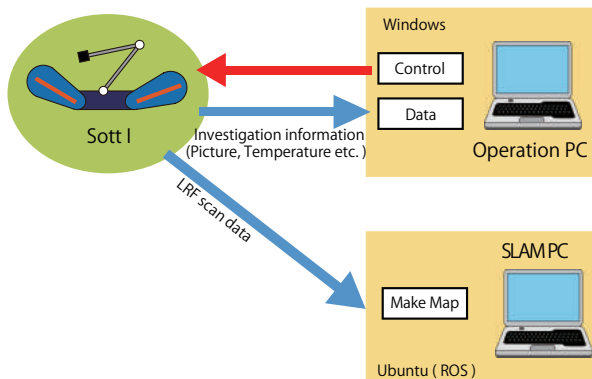 Windows
Control
Data
Operation PC
Sott I
Investigation information
(Picture, Temperature etc. )
LRF scan data
SLAM PC
Make Map
Ubuntu ( ROS )